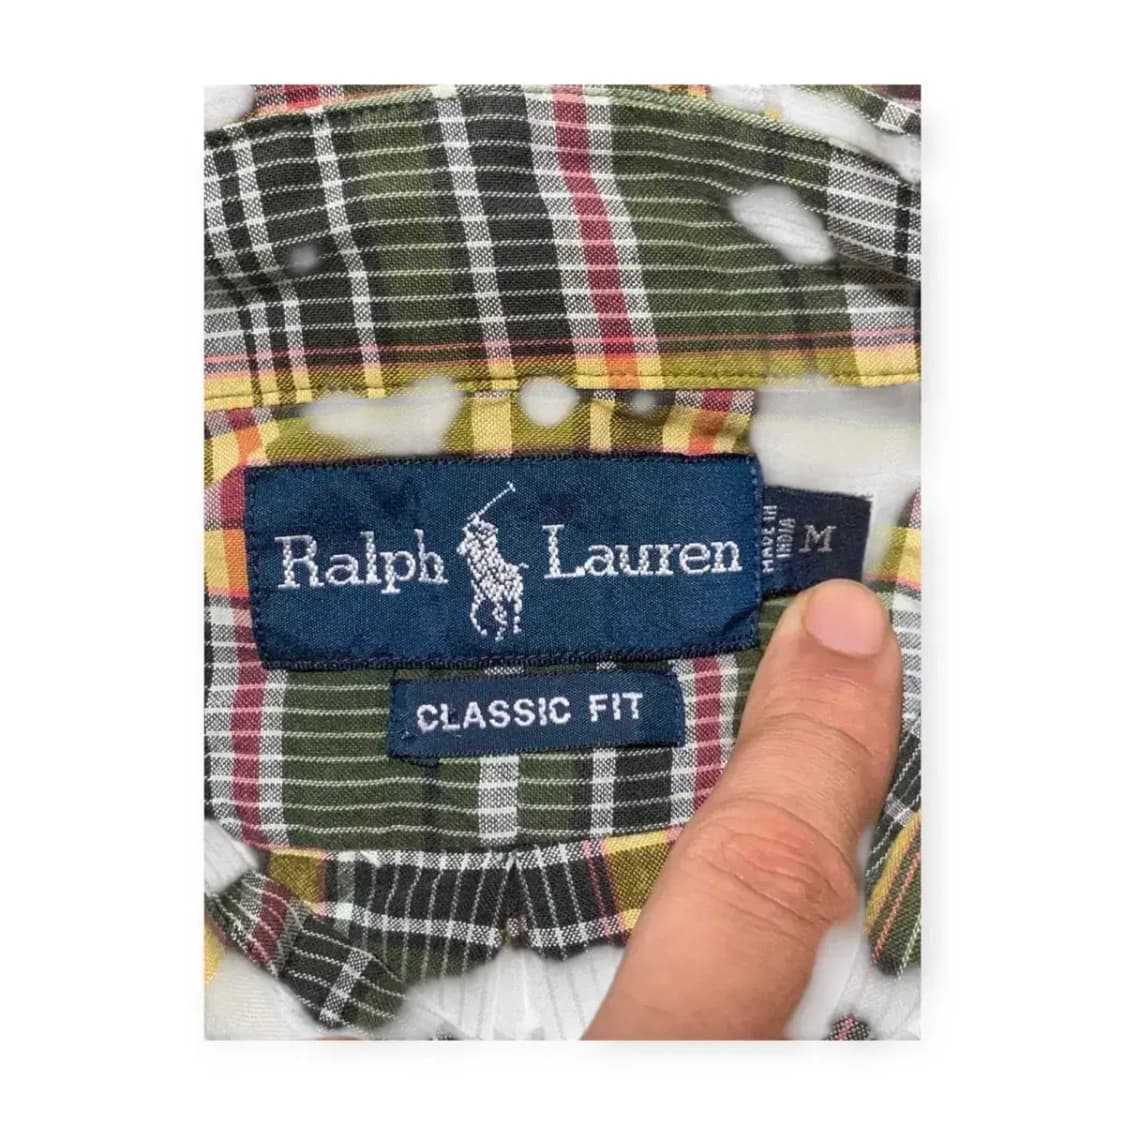 Ralph Lauren
MADE IN
INDIA
M
CLASSIC FIT